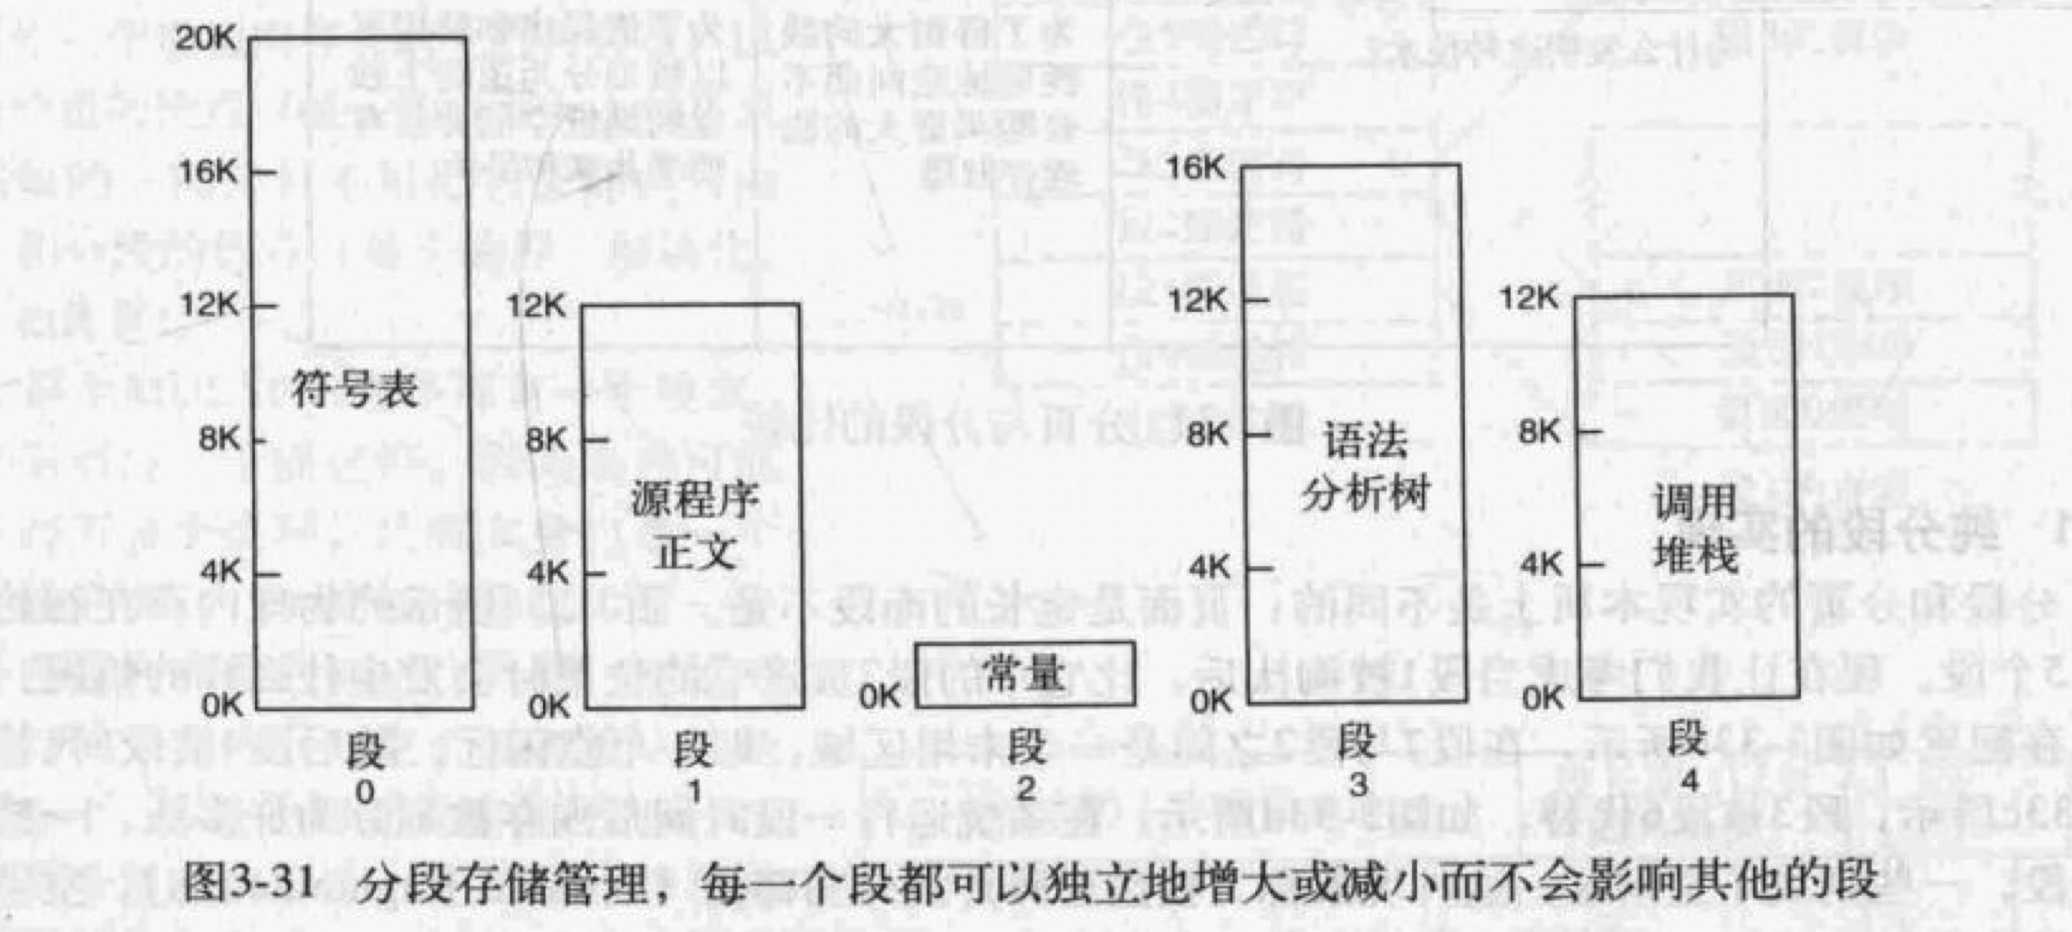 20K
16K
12K
8K
4K
0K
符号表
段
0
12K
8K
4K
0K
源程序
正文
段
1
0K
常量
段
2
16K
12K
8K
4K
0K
语法
分析树
段
3
12K
8K
4K
0K
调用
堆栈
段
4
图3-31 分段存储管理，每一个段都可以独立地增大或减小而不会影响其他的段